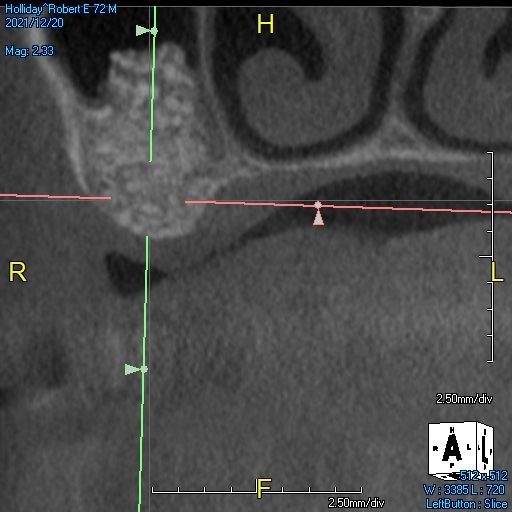 Holliday^Robert E 72 M
2021/12/20
Mag: 2.33
H
R
L
2.50mm/div
A
F
512 x 512
W : 3385 L : 720
2.50mm/div
LeftButton : Slice